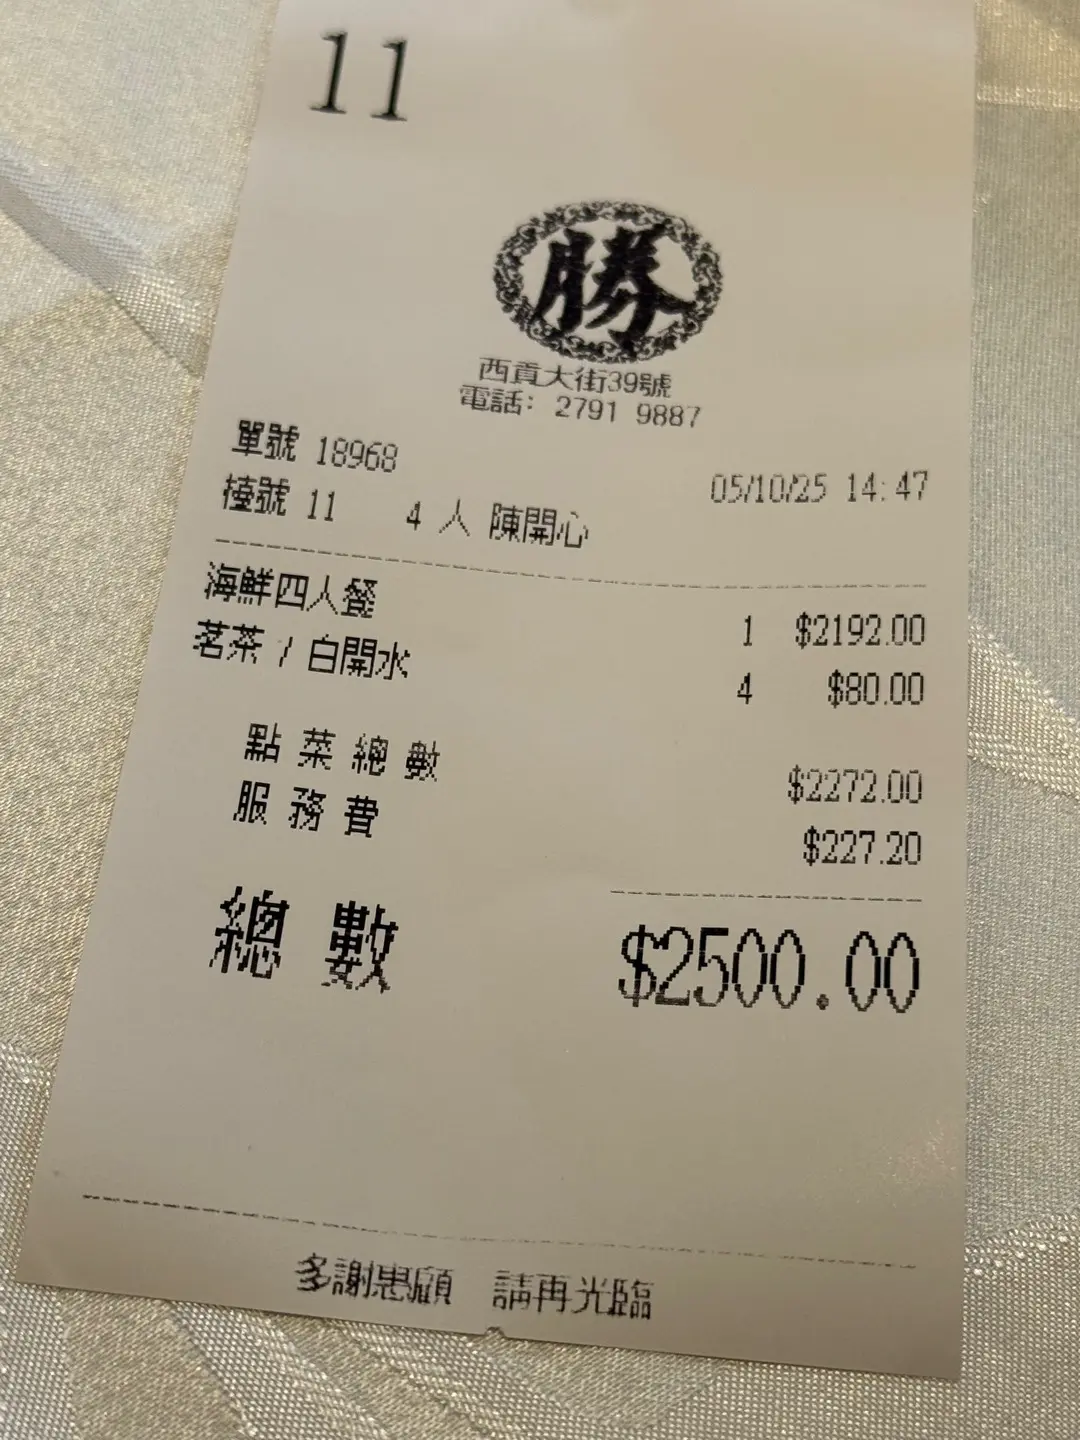 11
勝
西貢大街39號
電話: 2791 9887
單號 18968
05/10/25 14:47
檯號 11 4 人 陳開心
海鮮四人餐 1 $2192.00
茗茶 / 白開水 4 $80.00
點菜總數 $2272.00
服務費 $227.20
總數 $2500.00
多謝惠顧 請再光臨